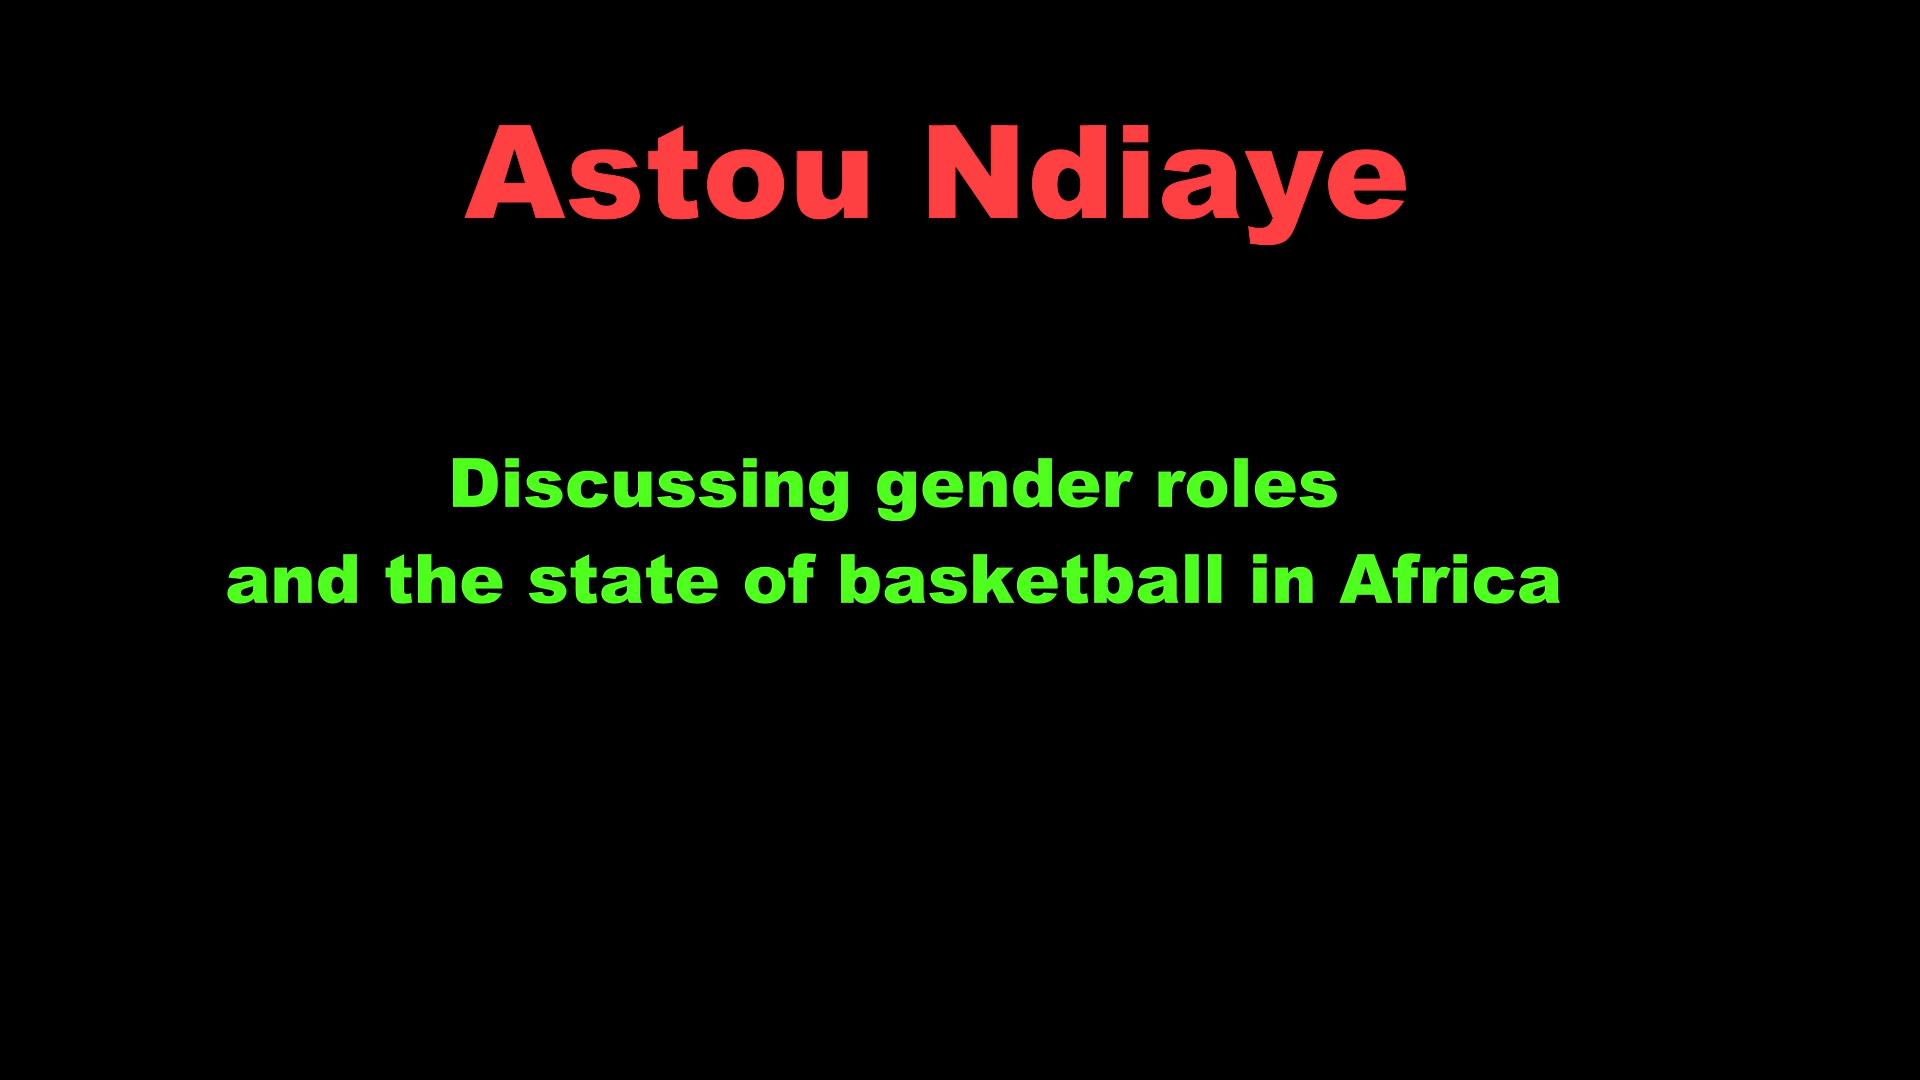 Astou Ndiaye
Discussing gender roles
and the state of basketball in Africa